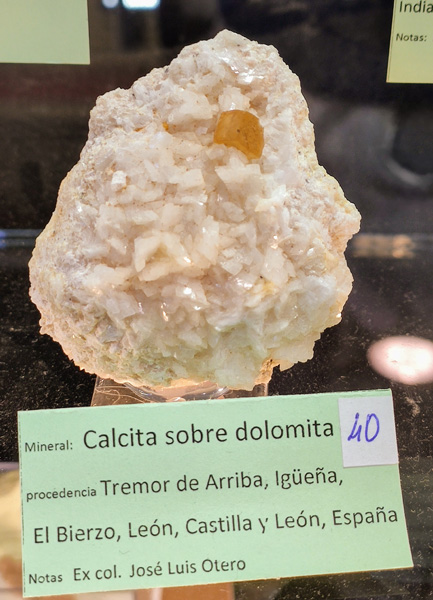 India
Notas:
Mineral: Calcita sobre dolomita 40
procedencia Tremor de Arriba, Igüeña,
El Bierzo, León, Castilla y León, España
Notas Ex col. José Luis Otero